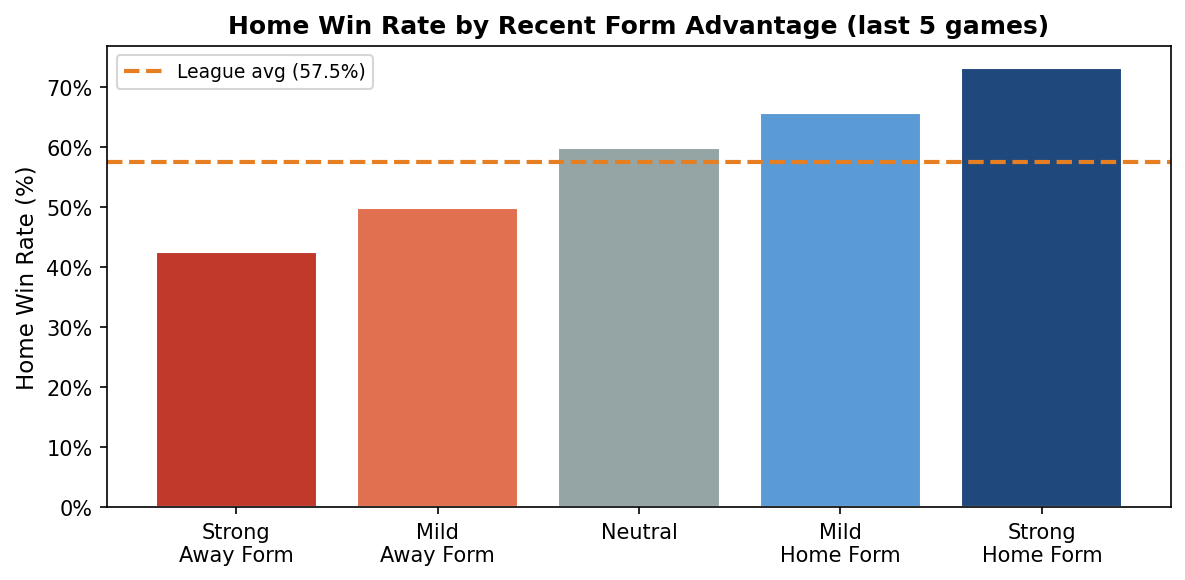 Home Win Rate by Recent Form Advantage (last 5 games)
League avg (57.5%)
Home Win Rate (%)
70%
60%
50%
40%
30%
20%
10%
0%
Strong
Away Form
Mild
Away Form
Neutral
Mild
Home Form
Strong
Home Form